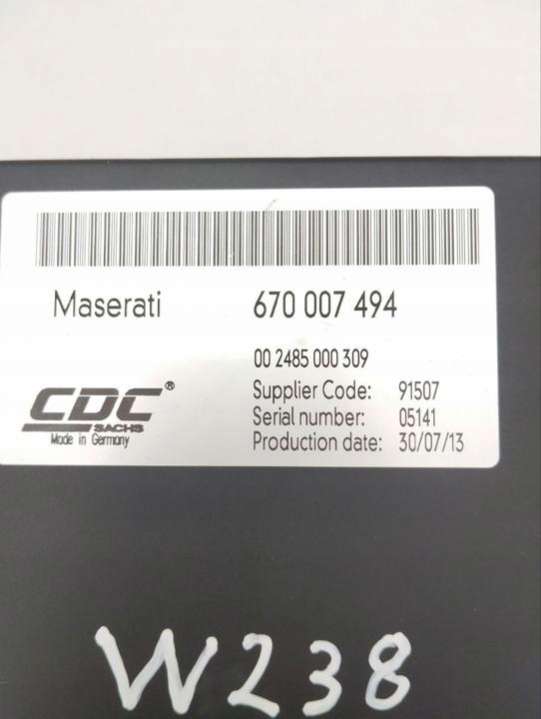 Maserati 670 007 494
00 2485 000 309
CDC® Supplier Code: 91507
SACHS Serial number: 05141
Made in Germany Production date: 30/07/13
W238